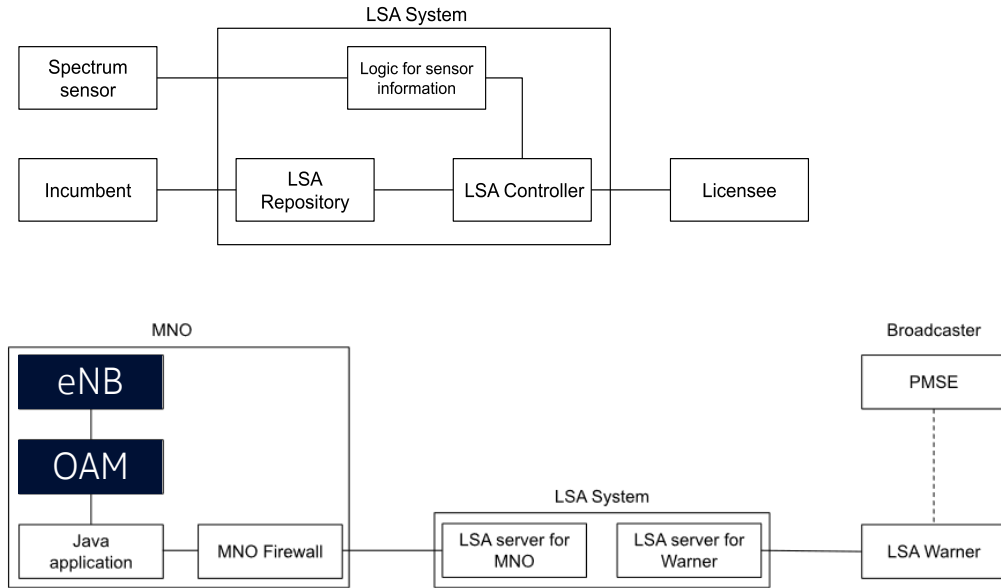 LSA System
Spectrum
sensor
Logic for sensor
information
Incumbent
LSA
Repository
LSA Controller
Licensee
MNO
Broadcaster
eNB
PMSE
OAM
LSA System
Java
application
MNO Firewall
LSA server for
MNO
LSA server for
Warner
LSA Warner